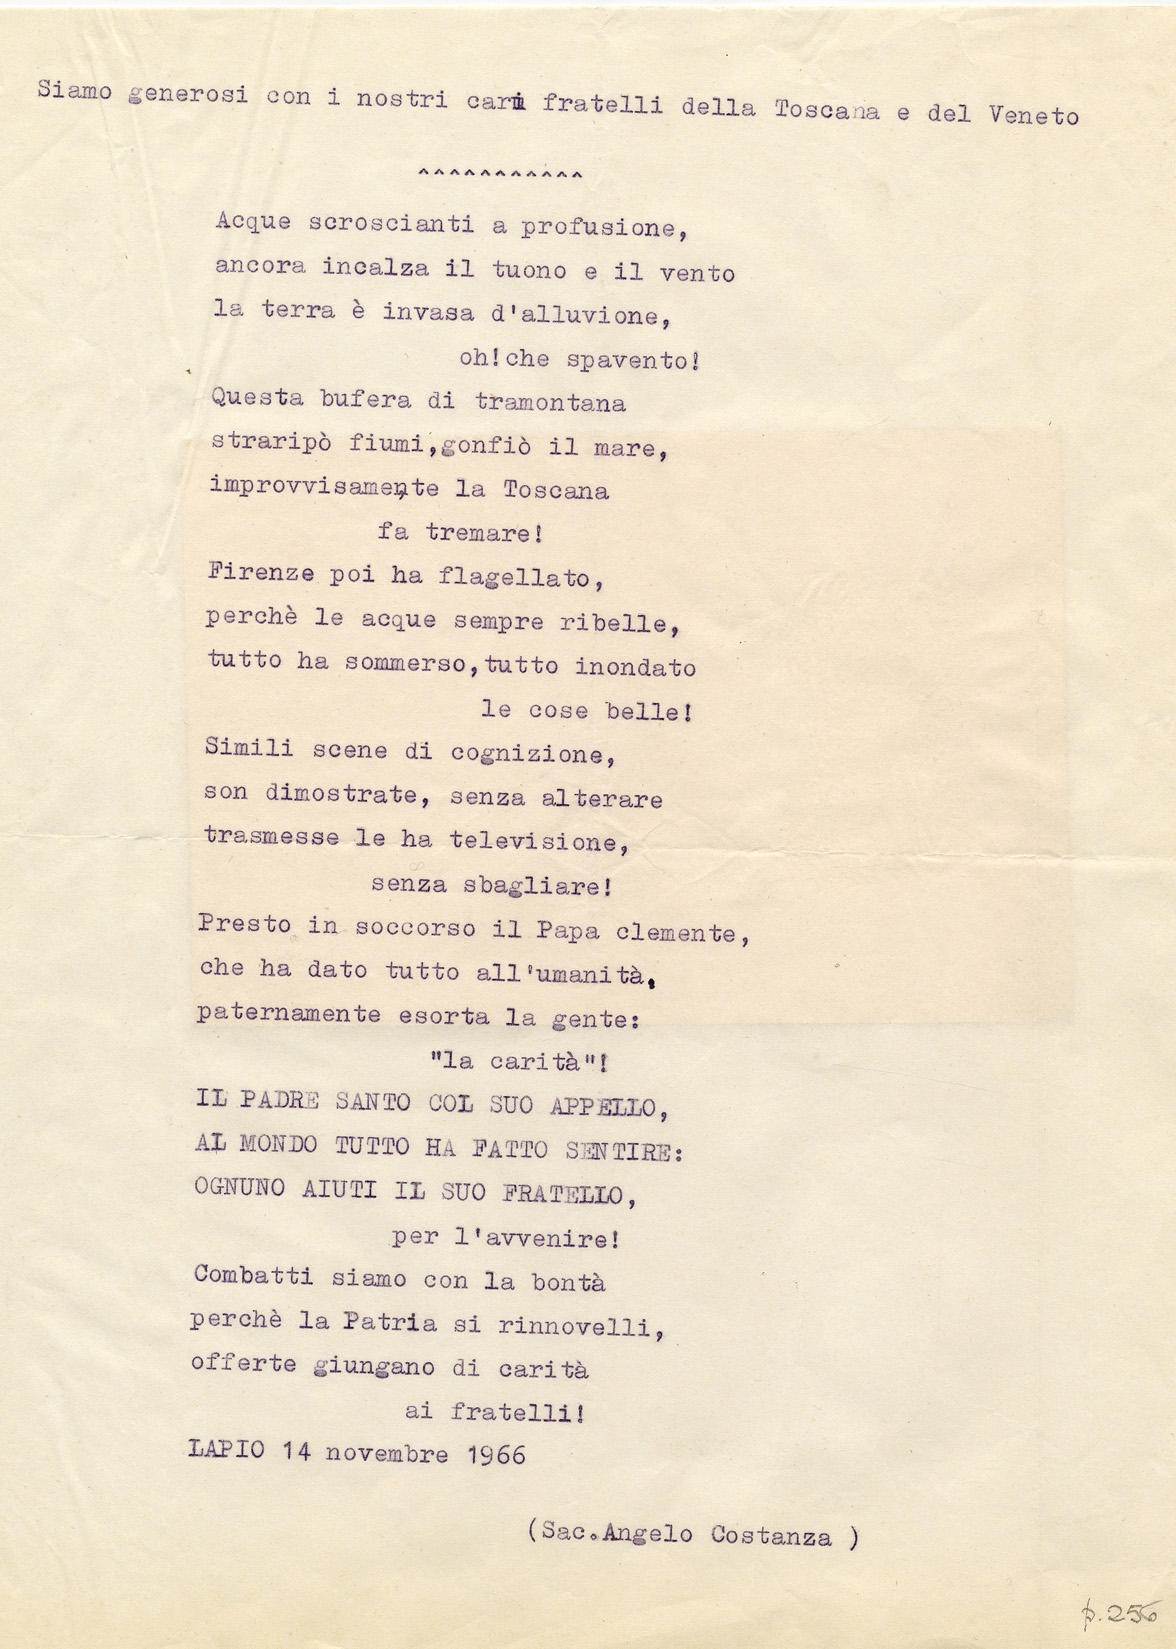 Siamo generosi con i nostri cari fratelli della Toscana e del Veneto
^^^^^^^^^^^
Acque scroscianti a profusione,
ancora incalza il tuono e il vento
la terra è invasa d'alluvione,
oh!che spavento!
Questa bufera di tramontana
straripò fiumi,gonfiò il mare,
improvvisamente la Toscana
fa tremare!
Firenze poi ha flagellato,
perchè le acque sempre ribelle,
tutto ha sommerso,tutto inondato
le cose belle!
Simili scene di cognizione,
son dimostrate, senza alterare
trasmesse le ha televisione,
senza sbagliare!
Presto in soccorso il Papa clemente,
che ha dato tutto all'umanità,
paternamente esorta la gente:
"la carità"!
IL PADRE SANTO COL SUO APPELLO,
AL MONDO TUTTO HA FATTO SENTIRE:
OGNUNO AIUTI IL SUO FRATELLO,
per l'avvenire!
Combatti siamo con la bontà
perchè la Patria si rinnovelli,
offerte giungano di carità
ai fratelli!
LAPIO 14 novembre 1966
(Sac.Angelo Costanza )
p.256